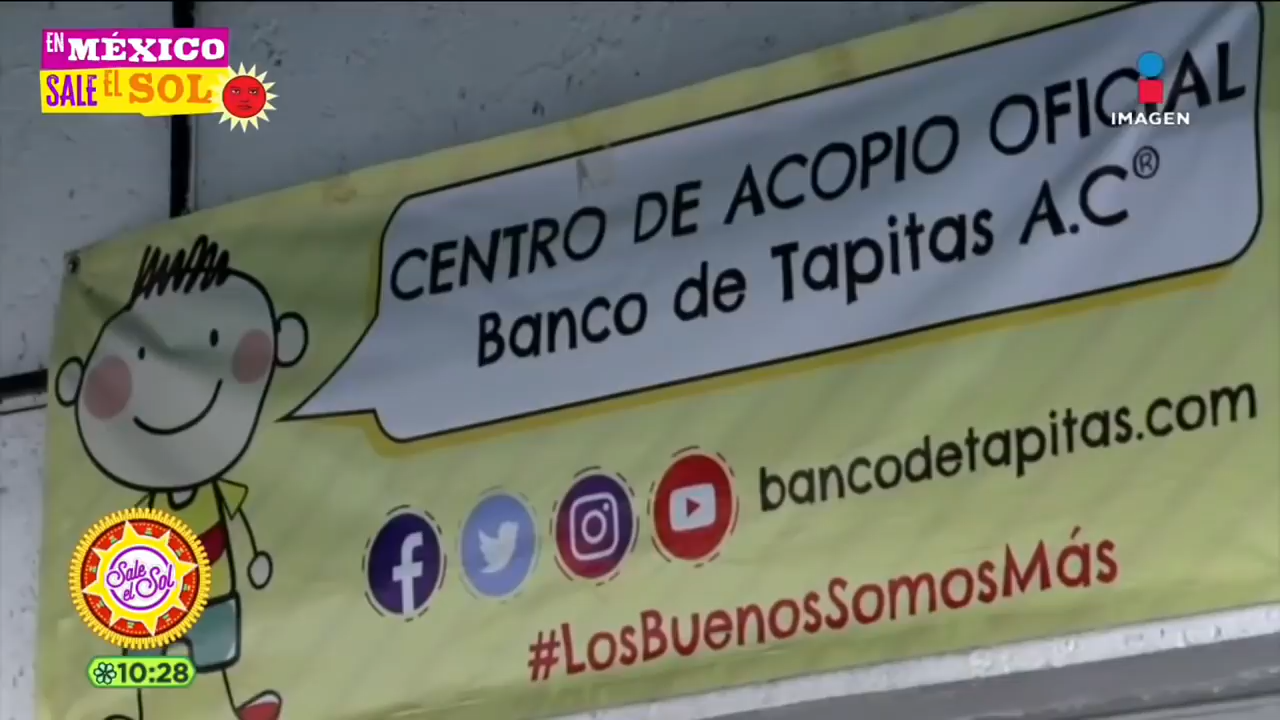 EN MÉXICO
SALE EL SOL
IMAGEN
CENTRO DE ACOPIO OFICIAL
Banco de Tapitas A.C®
bancodetapitas.com
#LosBuenosSomosMás
Sale el Sol
10:28